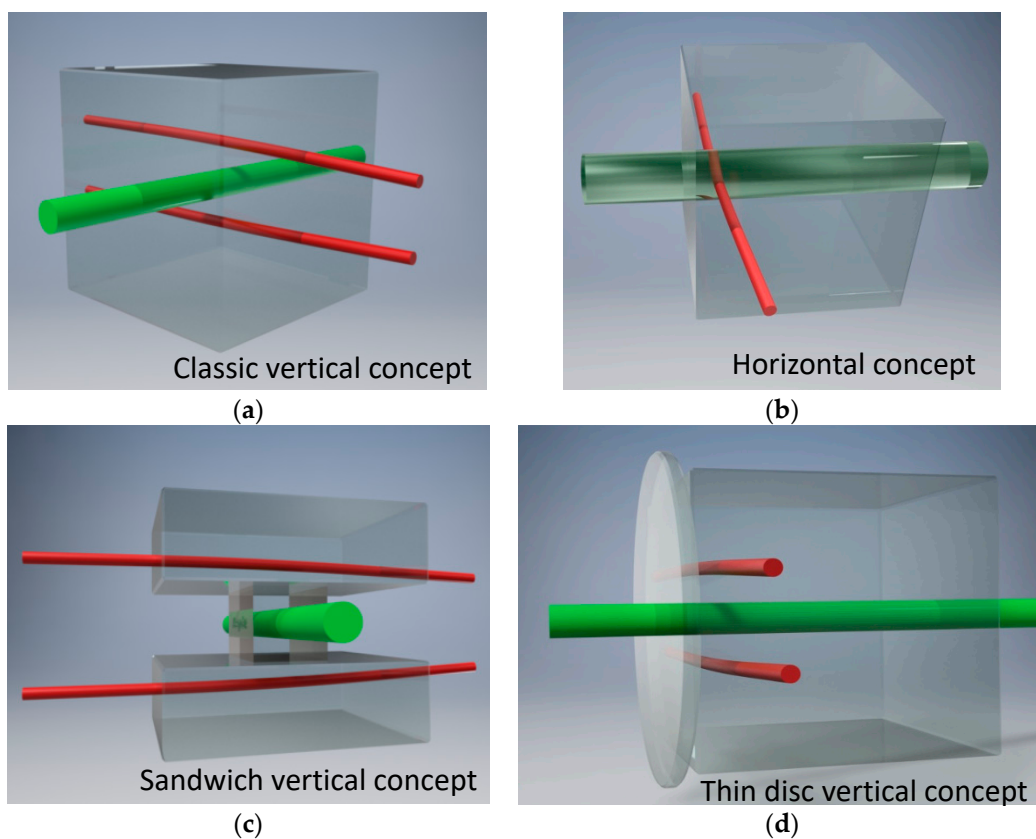 Classic vertical concept
(a)
Horizontal concept
(b)
Sandwich vertical concept
(c)
Thin disc vertical concept
(d)